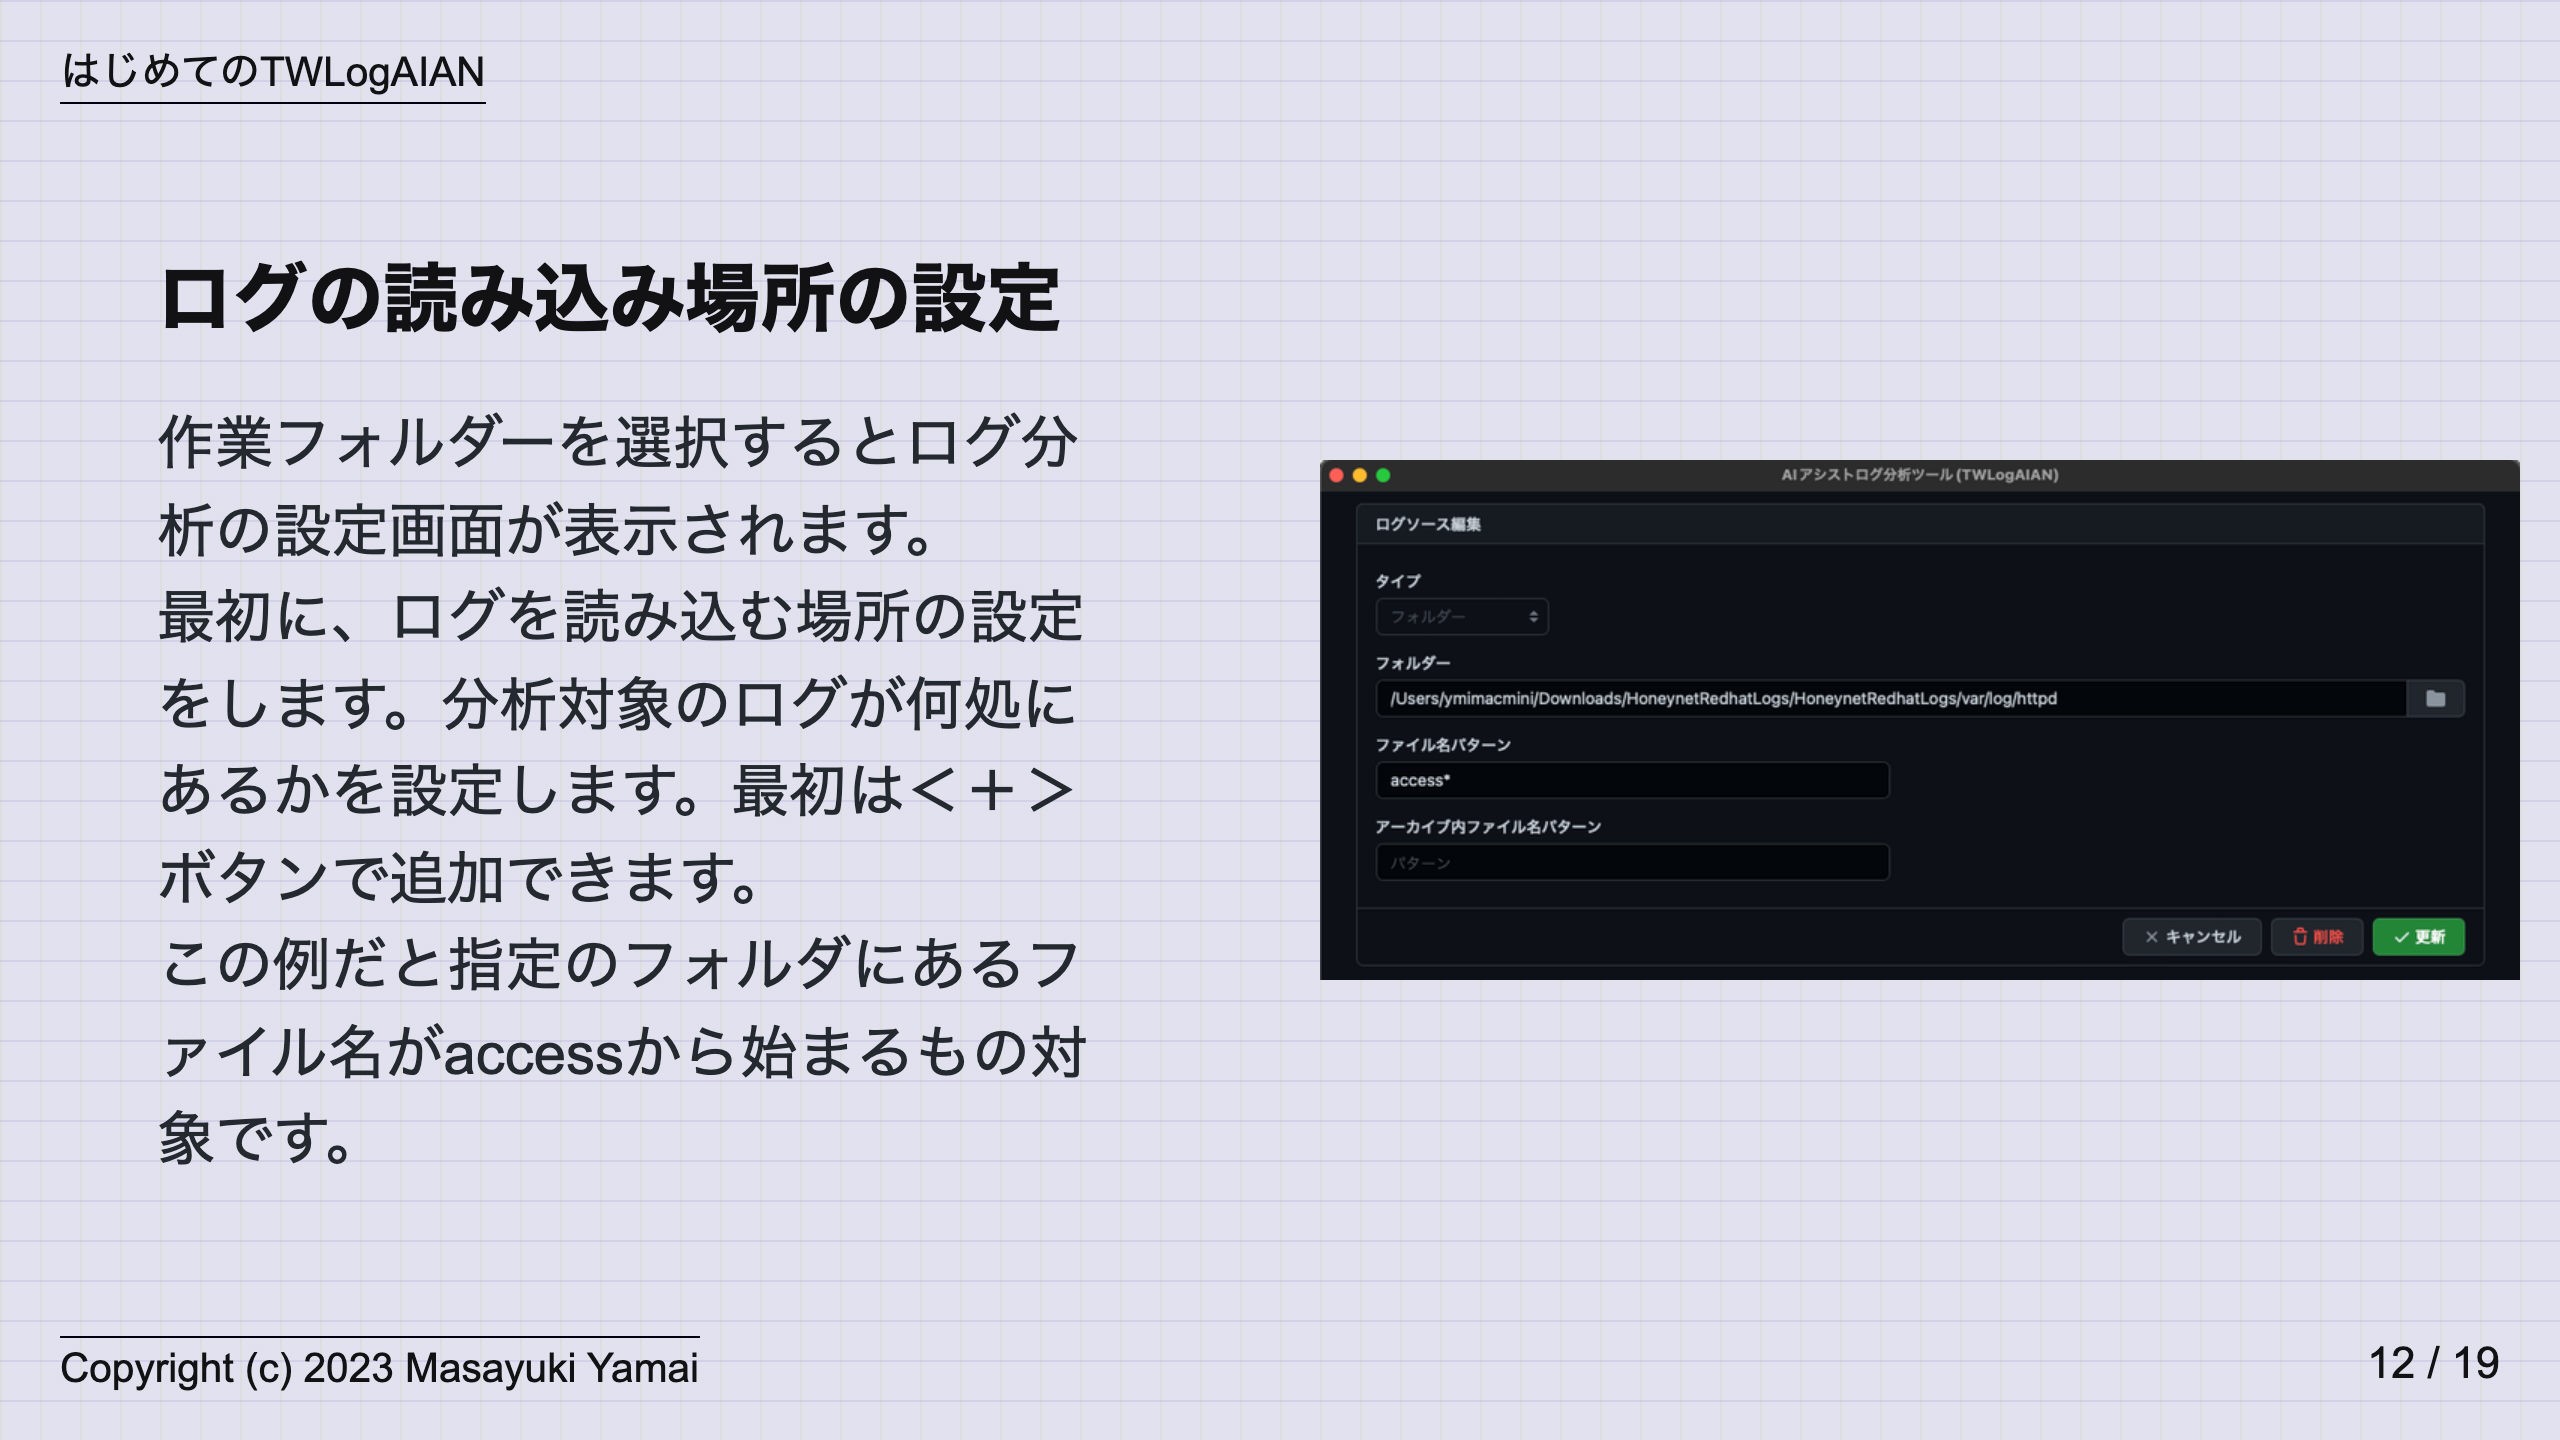 はじめてのTWLogAIAN
ログの読み込み場所の設定
作業フォルダーを選択するとログ分
析の設定画面が表示されます。
最初に、ログを読み込む場所の設定
をします。分析対象のログが何処に
あるかを設定します。最初は＜＋＞
ボタンで追加できます。
この例だと指定のフォルダにあるフ
ァイル名がaccessから始まるもの対
象です。
AIアシストログ分析ツール(TWLogAIAN)
ログソース編集
タイプ
フォルダー
フォルダー
/Users/ymimacmini/Downloads/HoneynetRedhatLogs/HoneynetRedhatLogs/var/log/httpd
ファイル名パターン
access*
アーカイブ内ファイル名パターン
パターン
キャンセル 削除 更新
Copyright (c) 2023 Masayuki Yamai
12 / 19